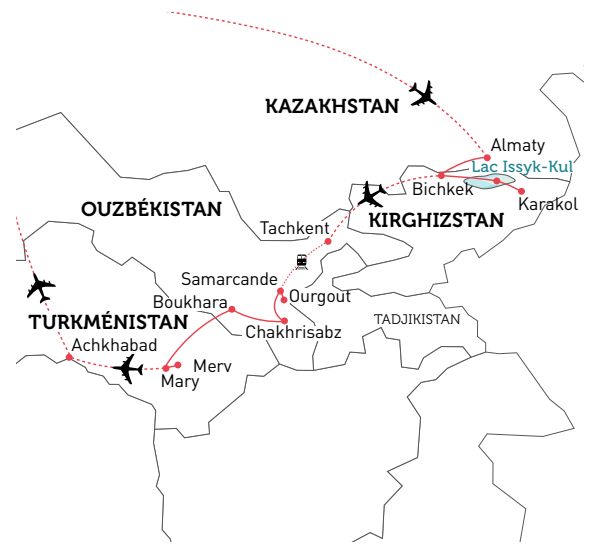 KAZAKHSTAN
Almaty
Lac Issyk-Kul
Bichkek
Karakol
OUZBÉKISTAN
KIRGHIZSTAN
Tachkent
Samarcande
Ourgout
Boukhara
TURKMÉNISTAN
TADJIKISTAN
Chakhrisabz
Achkhabad
Merv
Mary